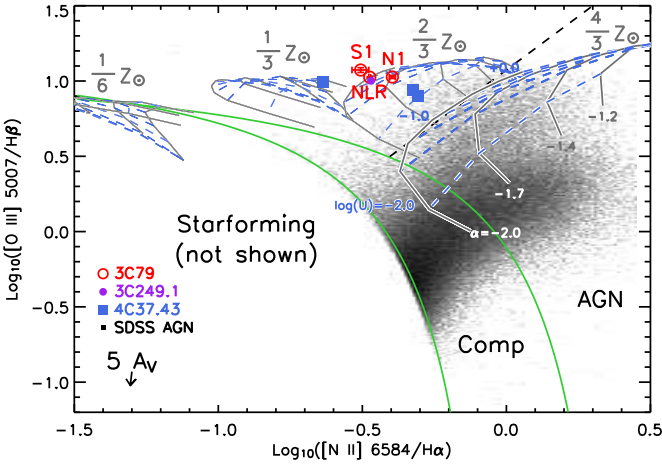 1.5
1.0
0.5
0.0
−0.5
−1.0
Log₁₀([O III] 5007/Hβ)
1/6 Z⊙
1/3 Z⊙
2/3 Z⊙
4/3 Z⊙
S1
N1
NLR
+0.0
−1.0
−1.2
−1.4
−1.7
log(U)=−2.0
α=−2.0
Starforming
(not shown)
3C79
3C249.1
4C37.43
SDSS AGN
AGN
Comp
5 Aᵥ
−1.5
−1.0
−0.5
0.0
0.5
Log₁₀([N II] 6584/Hα)